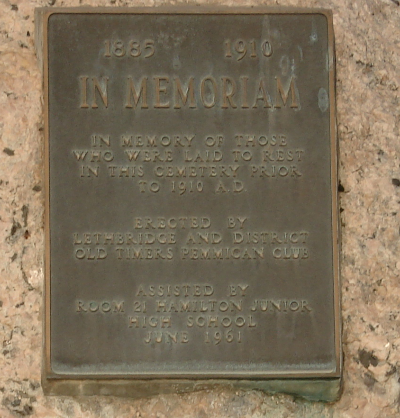 1885 1910
IN MEMORIAM
IN MEMORY OF THOSE
WHO WERE LAID TO REST
IN THIS CEMETERY PRIOR
TO 1910 A.D.
ERECTED BY
LETHBRIDGE AND DISTRICT
OLD TIMERS PEMMICAN CLUB
ASSISTED BY
ROOM 21 HAMILTON JUNIOR
HIGH SCHOOL
JUNE 1961